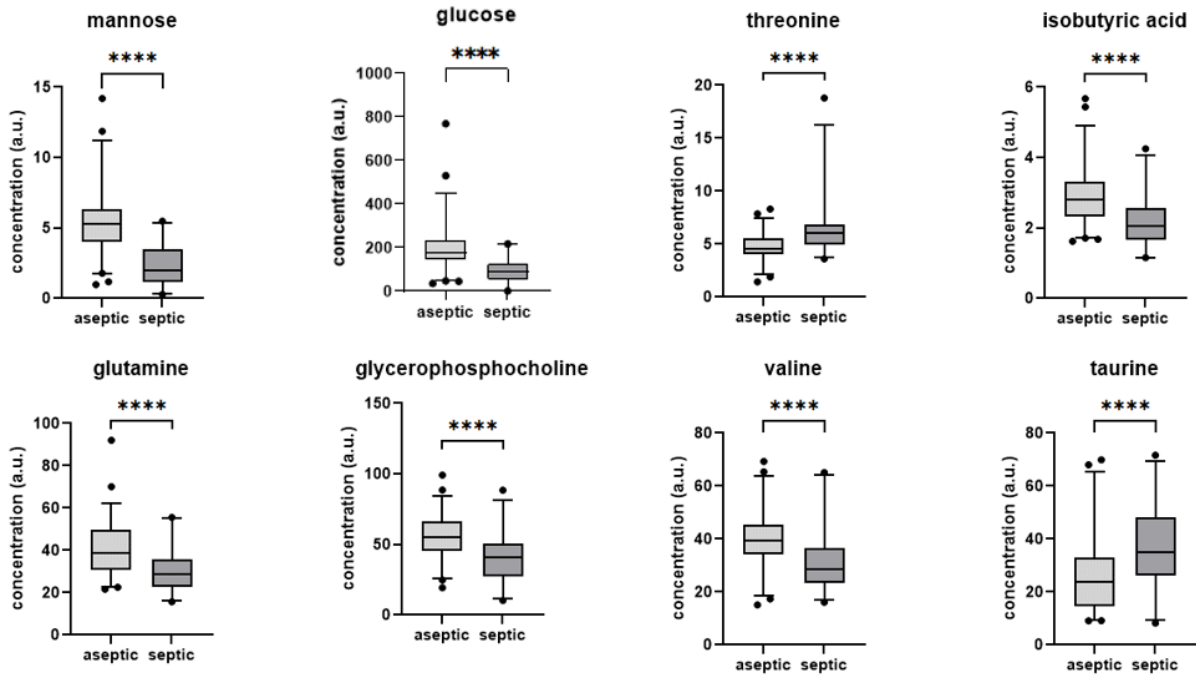 mannose
****
concentration (a.u.)
15
10
5
0
aseptic septic
glucose
****
concentration (a.u.)
1000
800
600
400
200
0
aseptic septic
threonine
****
concentration (a.u.)
20
15
10
5
0
aseptic septic
isobutyric acid
****
concentration (a.u.)
6
4
2
0
aseptic septic
glutamine
****
concentration (a.u.)
100
80
60
40
20
0
aseptic septic
glycerophosphocholine
****
concentration (a.u.)
150
100
50
0
aseptic septic
valine
****
concentration (a.u.)
80
60
40
20
0
aseptic septic
taurine
****
concentration (a.u.)
80
60
40
20
0
aseptic septic